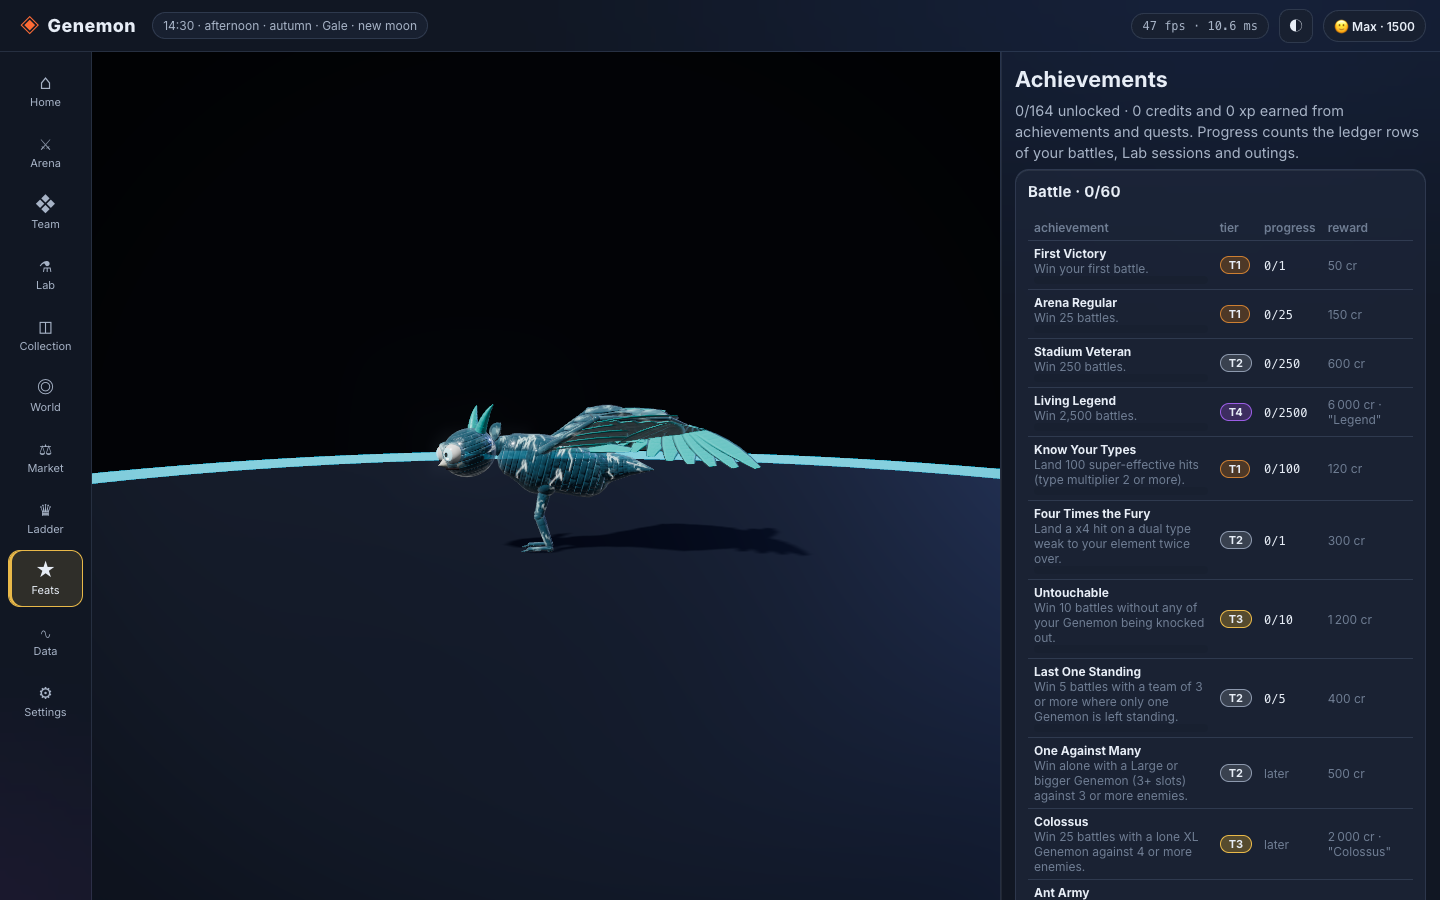 Genemon
14:30 · afternoon · autumn · Gale · new moon
47 fps · 10.6 ms
Max · 1500
Home
Arena
Team
Lab
Collection
World
Market
Ladder
Feats
Data
Settings
Achievements
0/164 unlocked · 0 credits and 0 xp earned from
achievements and quests. Progress counts the ledger rows
of your battles, Lab sessions and outings.
Battle · 0/60
achievement tier progress reward
First Victory
Win your first battle.
T1 0/1 50 cr
Arena Regular
Win 25 battles.
T1 0/25 150 cr
Stadium Veteran
Win 250 battles.
T2 0/250 600 cr
Living Legend
Win 2,500 battles.
T4 0/2500 6 000 cr ·
"Legend"
Know Your Types
Land 100 super-effective hits
(type multiplier 2 or more).
T1 0/100 120 cr
Four Times the Fury
Land a x4 hit on a dual type
weak to your element twice
over.
T2 0/1 300 cr
Untouchable
Win 10 battles without any of
your Genemon being knocked
out.
T3 0/10 1 200 cr
Last One Standing
Win 5 battles with a team of 3
or more where only one
Genemon is left standing.
T2 0/5 400 cr
One Against Many
Win alone with a Large or
bigger Genemon (3+ slots)
against 3 or more enemies.
T2 later 500 cr
Colossus
Win 25 battles with a lone XL
Genemon against 4 or more
enemies.
T3 later 2 000 cr ·
"Colossus"
Ant Army